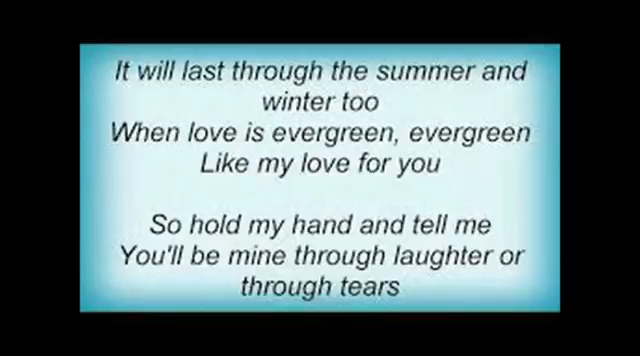 It will last through the summer and
winter too
When love is evergreen, evergreen
Like my love for you
So hold my hand and tell me
You'll be mine through laughter or
through tears